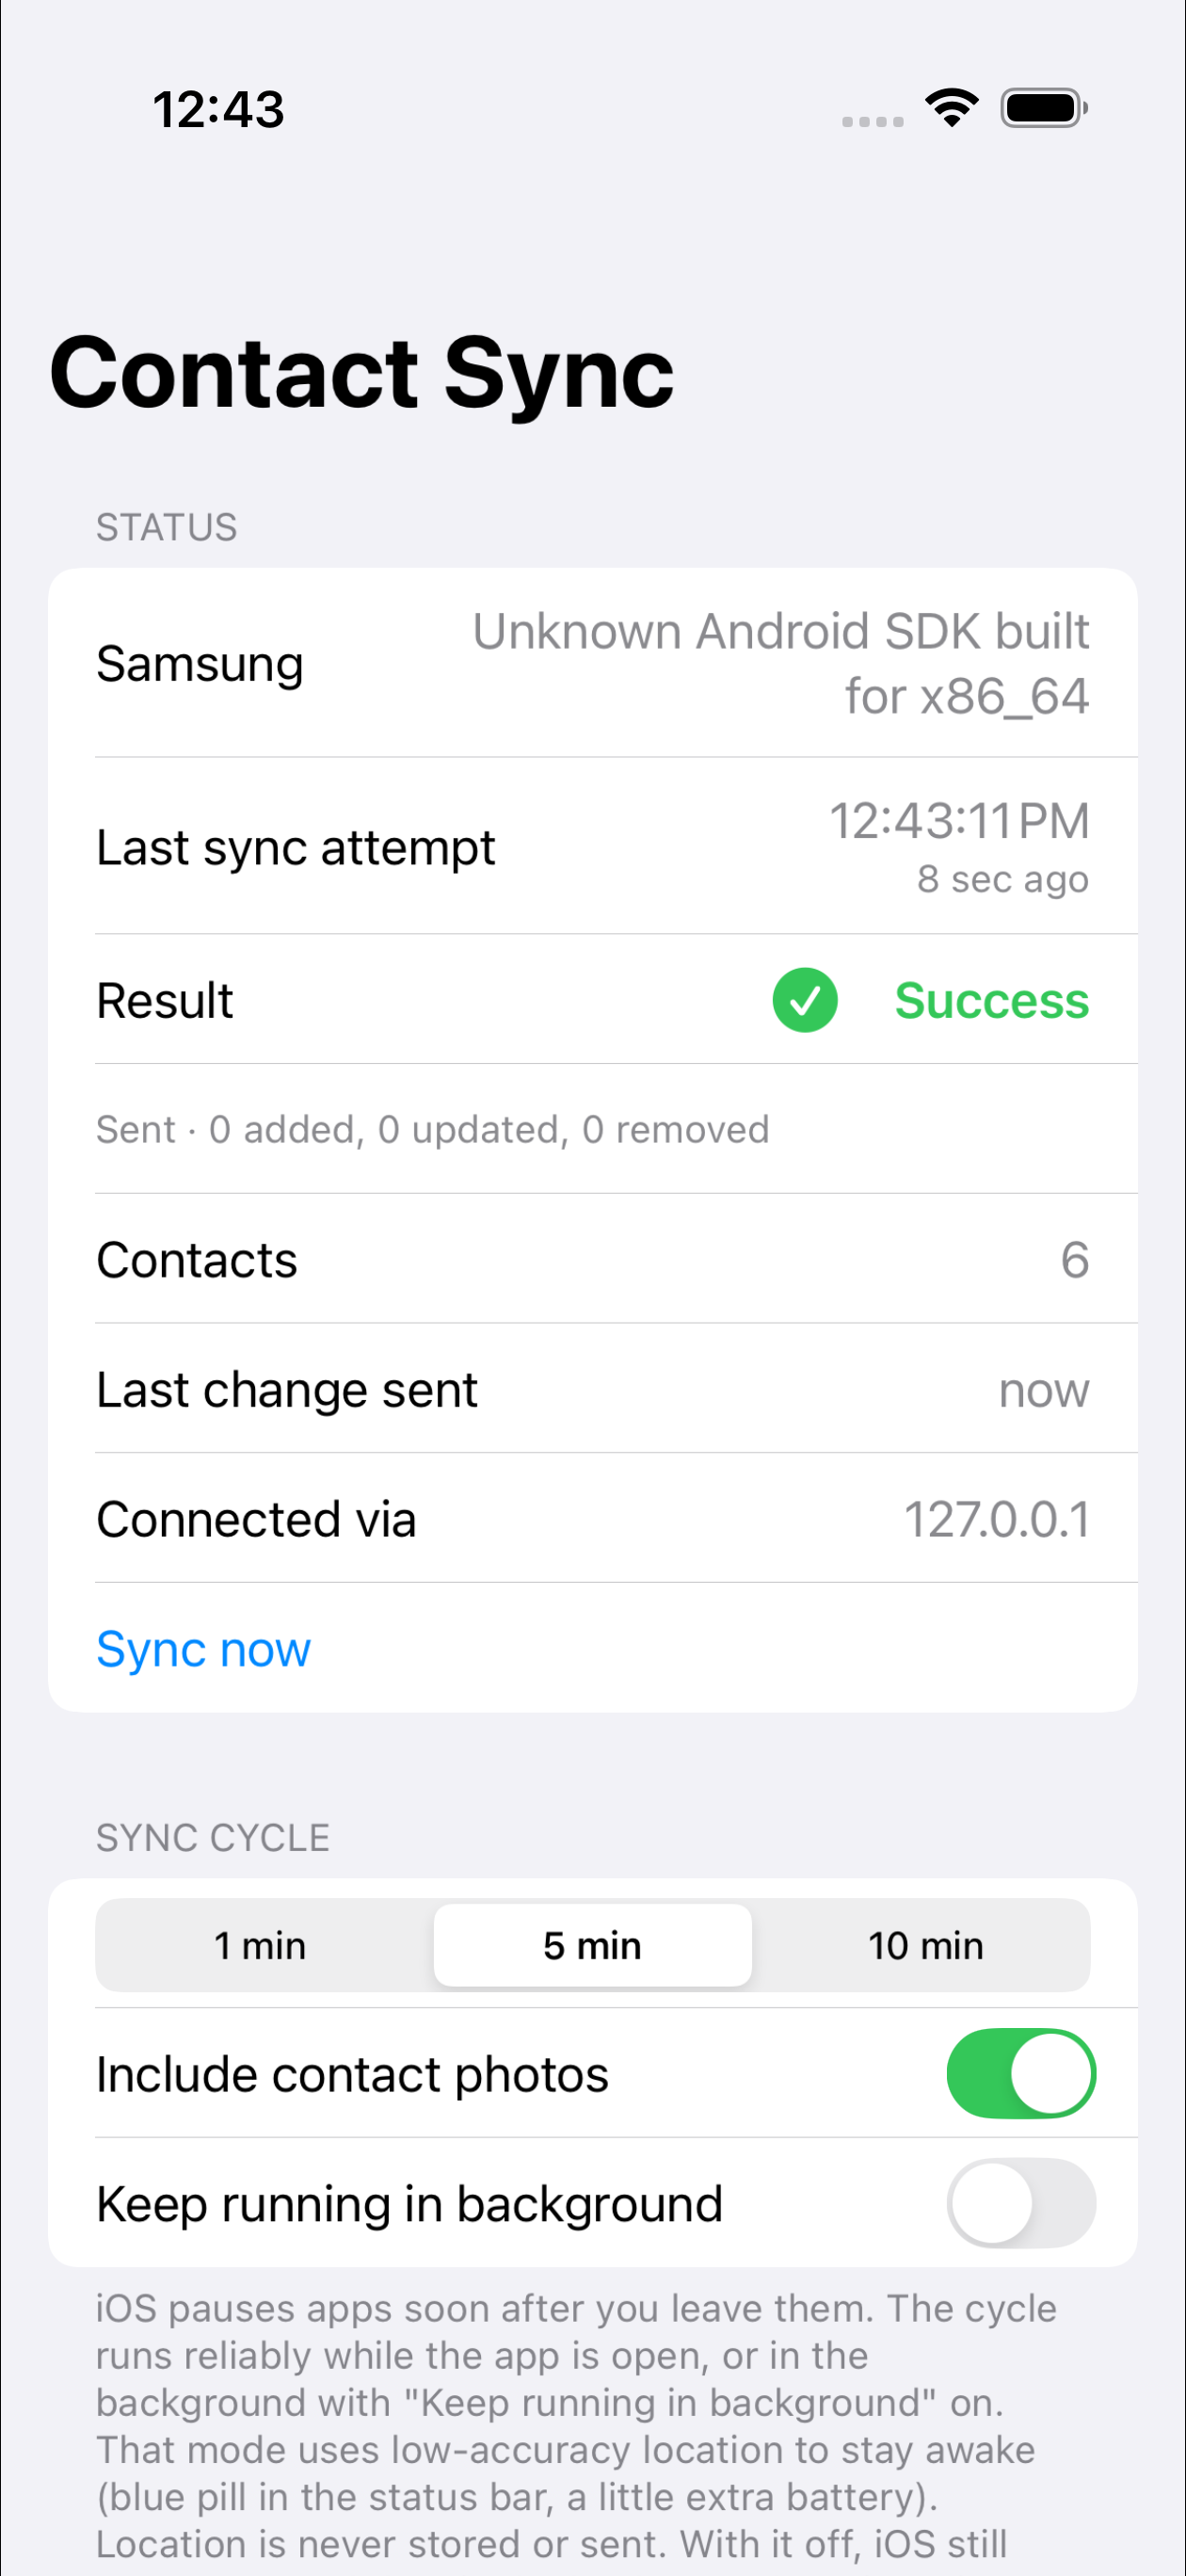 12:43
Contact Sync
STATUS
Samsung
Unknown Android SDK built
for x86_64
Last sync attempt
12:43:11 PM
8 sec ago
Result
Success
Sent · 0 added, 0 updated, 0 removed
Contacts
6
Last change sent
now
Connected via
127.0.0.1
Sync now
SYNC CYCLE
1 min
5 min
10 min
Include contact photos
Keep running in background
iOS pauses apps soon after you leave them. The cycle
runs reliably while the app is open, or in the
background with "Keep running in background" on.
That mode uses low-accuracy location to stay awake
(blue pill in the status bar, a little extra battery).
Location is never stored or sent. With it off, iOS still